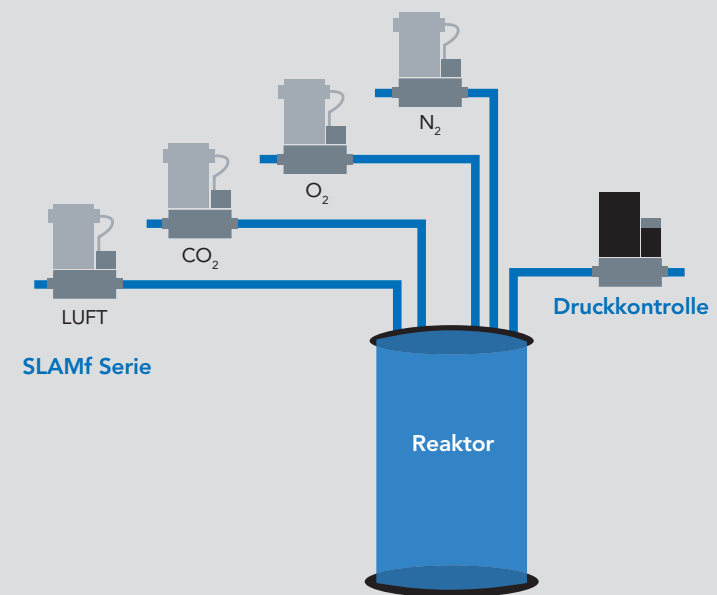 N₂
O₂
CO₂
LUFT
Druckkontrolle
SLAMf Serie
Reaktor